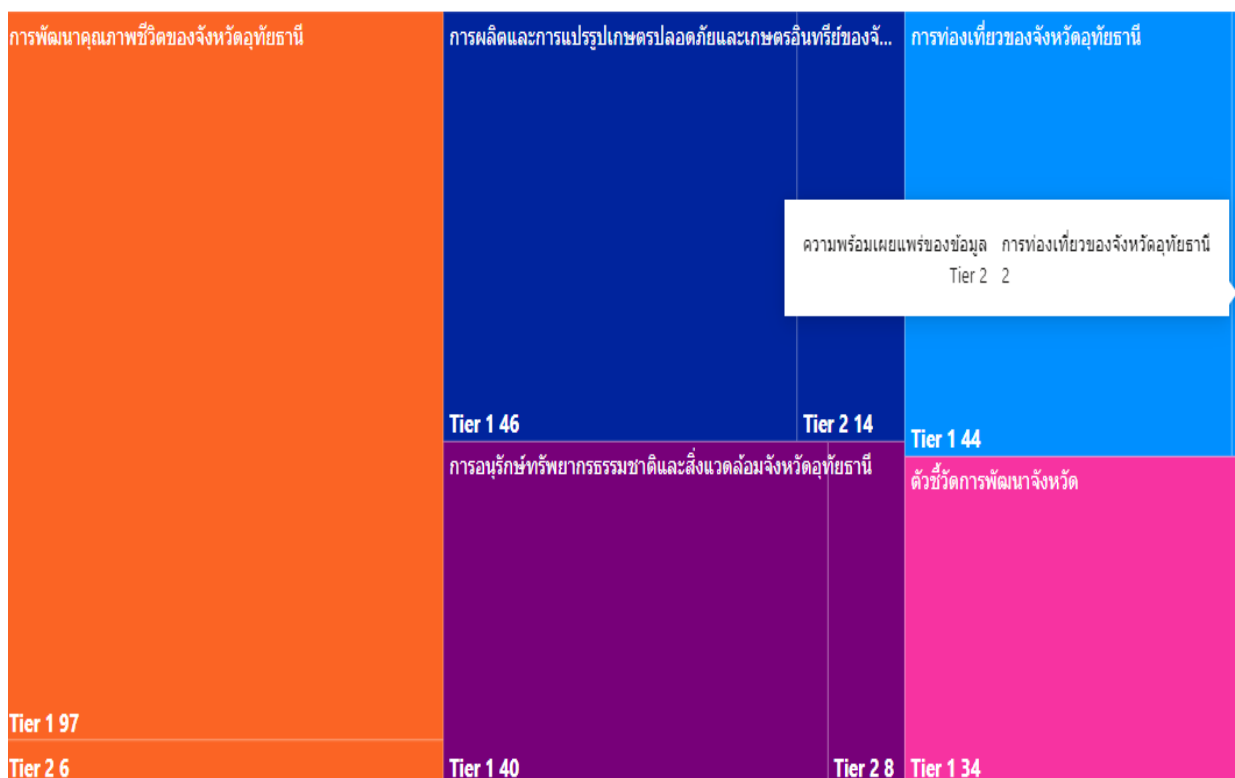 การพัฒนาคุณภาพชีวิตของจังหวัดอุทัยธานี
Tier 1 97
Tier 2 6
การผลิตและการแปรรูปเกษตรปลอดภัยและเกษตรอินทรีย์ของจั...
Tier 1 46
Tier 2 14
การอนุรักษ์ทรัพยากรธรรมชาติและสิ่งแวดล้อมจังหวัดอุทัยธานี
Tier 1 40
Tier 2 8
การท่องเที่ยวของจังหวัดอุทัยธานี
ความพร้อมเผยแพร่ของข้อมูล การท่องเที่ยวของจังหวัดอุทัยธานี
Tier 2 2
Tier 1 44
ตัวชี้วัดการพัฒนาจังหวัด
Tier 1 34